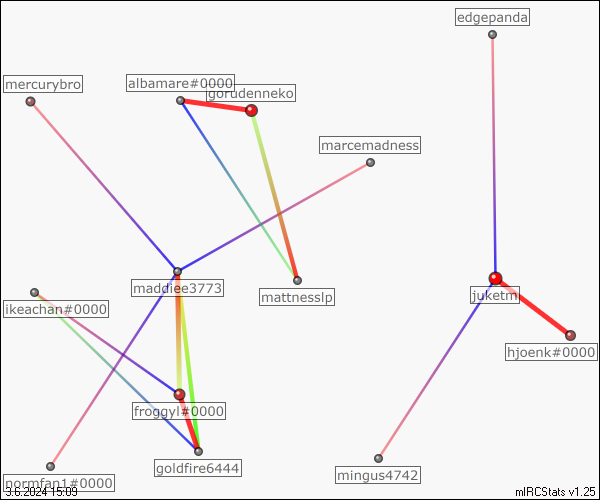 edgepanda
mercurybro
albamare#0000
gorudenneko
marcemadness
maddiee3773
mattnesslp
juketm
ikeachan#0000
hjoenk#0000
froggyl#0000
goldfire6444
mingus4742
normfan1#0000
3.6.2024 15:09
mIRCStats v1.25